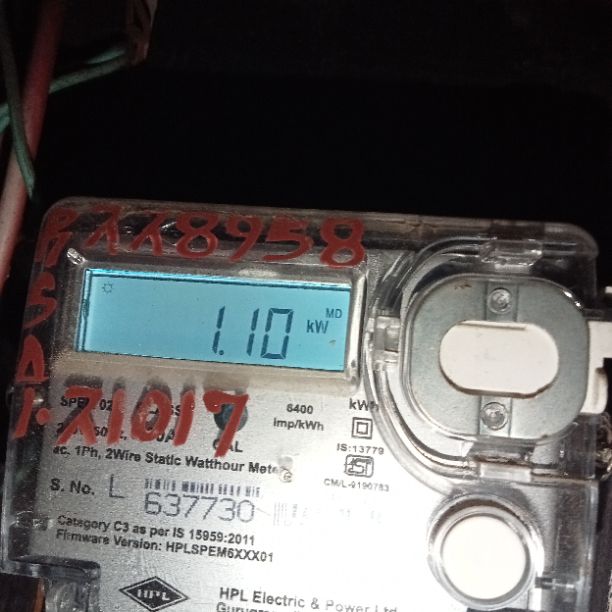 8958
MD
1.10 kW
1017
6400
imp/kWh
kWh
CAL
ac. 1Ph, 2Wire Static Watthour Meter
IS:13779
CM/L-9190783
S. No. L
637730
Category C3 as per IS 15959:2011
Firmware Version: HPLSPEM6XXX01
HPL
HPL Electric & Power Ltd